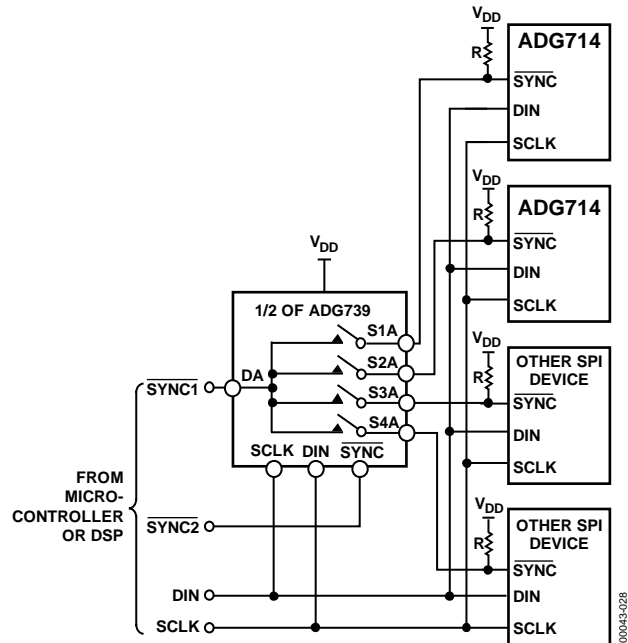 VDD
R
ADG714
SYNC
DIN
SCLK
VDD
R
ADG714
SYNC
DIN
SCLK
VDD
1/2 OF ADG739
S1A
S2A
S3A
S4A
DA
SCLK DIN SYNC
VDD
R
OTHER SPI
DEVICE
SYNC
DIN
SCLK
VDD
R
OTHER SPI
DEVICE
SYNC
DIN
SCLK
FROM
MICRO-
CONTROLLER
OR DSP
SYNC1
SYNC2
DIN
SCLK
00043-028